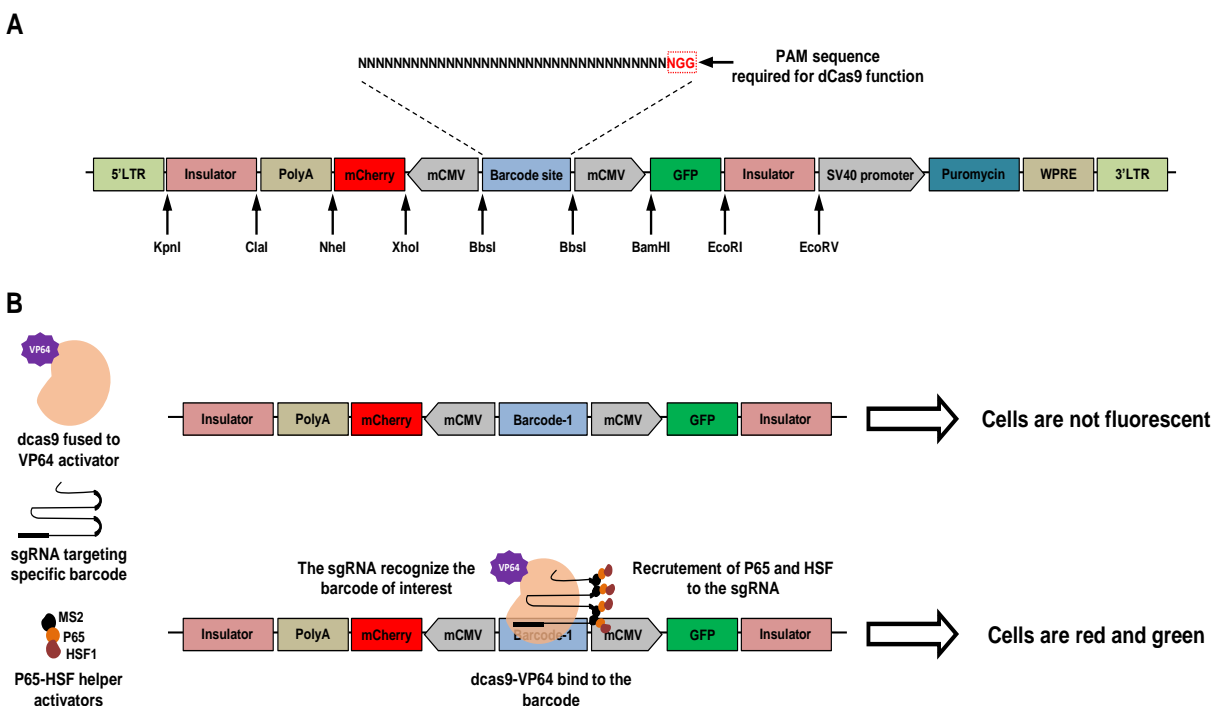 A
NNNNNNNNNNNNNNNNNNNNNNNNNNNNNNNNNNNNNGG
PAM sequence
required for dCas9 function
5'LTR Insulator PolyA mCherry mCMV Barcode site mCMV GFP Insulator SV40 promoter Puromycin WPRE 3'LTR
KpnI ClaI NheI XhoI BbsI BbsI BamHI EcoRI EcoRV
B
VP64
dcas9 fused to
VP64 activator
sgRNA targeting
specific barcode
MS2
P65
HSF1
P65-HSF helper
activators
Insulator PolyA mCherry mCMV Barcode-1 mCMV GFP Insulator
Cells are not fluorescent
The sgRNA recognize the
barcode of interest
VP64
Recrutement of P65 and HSF
to the sgRNA
Insulator PolyA mCherry mCMV Barcode-1 mCMV GFP Insulator
Cells are red and green
dcas9-VP64 bind to the
barcode